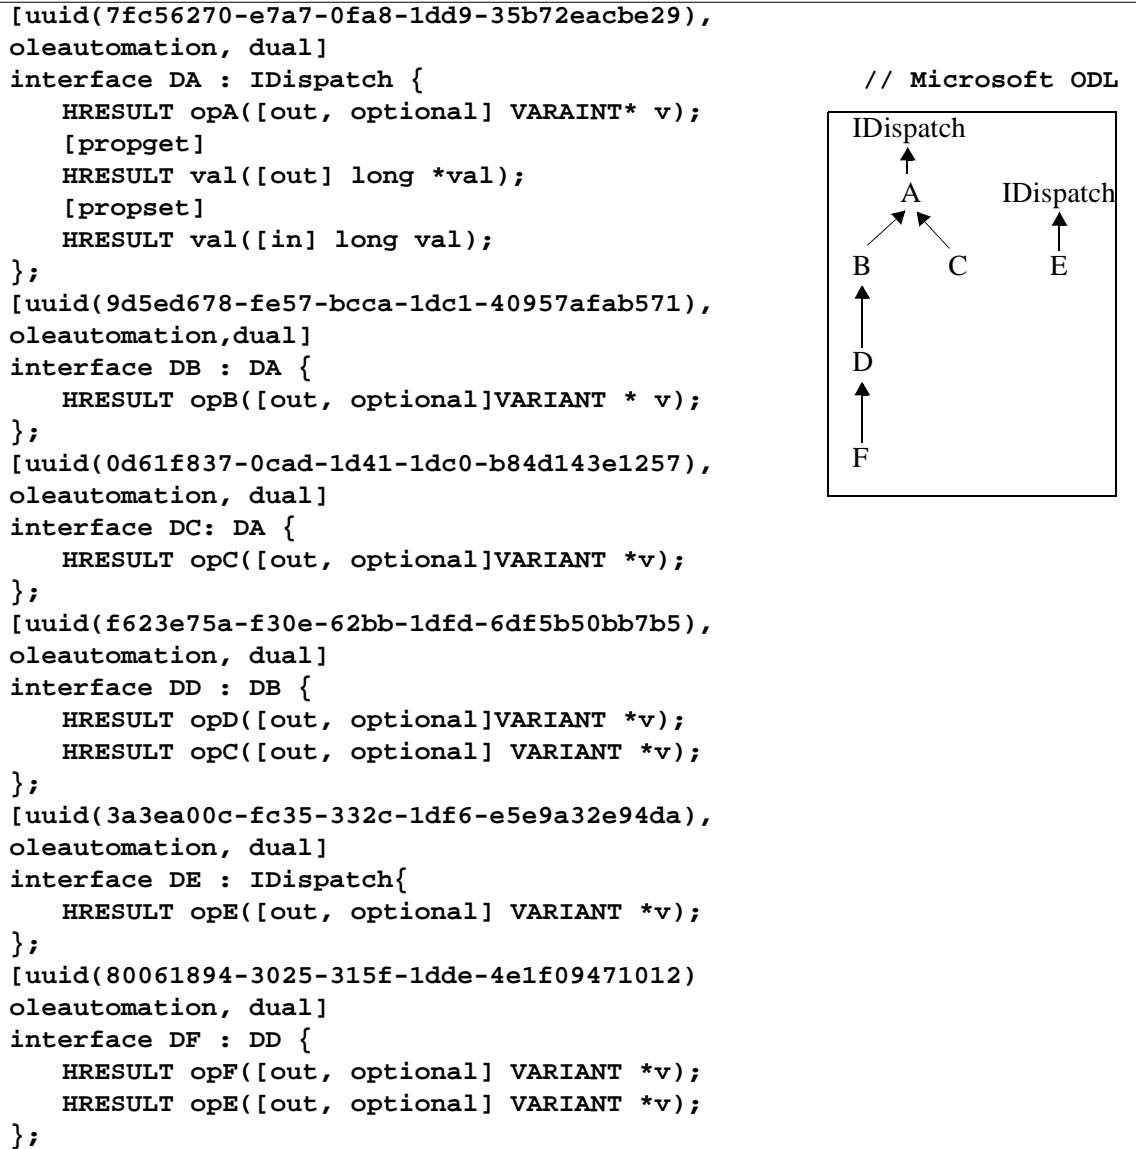 [uuid(7fc56270-e7a7-0fa8-1dd9-35b72eacbe29),
oleautomation, dual]
interface DA : IDispatch { // Microsoft ODL
HRESULT opA([out, optional] VARAINT* v);
[propget]
HRESULT val([out] long *val);
[propset]
HRESULT val([in] long val);
};
[uuid(9d5ed678-fe57-bcca-1dc1-40957afab571),
oleautomation,dual]
interface DB : DA {
HRESULT opB([out, optional]VARIANT * v);
};
[uuid(0d61f837-0cad-1d41-1dc0-b84d143e1257),
oleautomation, dual]
interface DC: DA {
HRESULT opC([out, optional]VARIANT *v);
};
[uuid(f623e75a-f30e-62bb-1dfd-6df5b50bb7b5),
oleautomation, dual]
interface DD : DB {
HRESULT opD([out, optional]VARIANT *v);
HRESULT opC([out, optional] VARIANT *v);
};
[uuid(3a3ea00c-fc35-332c-1df6-e5e9a32e94da),
oleautomation, dual]
interface DE : IDispatch{
HRESULT opE([out, optional] VARIANT *v);
};
[uuid(80061894-3025-315f-1dde-4e1f09471012)
oleautomation, dual]
interface DF : DD {
HRESULT opF([out, optional] VARIANT *v);
HRESULT opE([out, optional] VARIANT *v);
};
IDispatch
A IDispatch
B C E
D
F